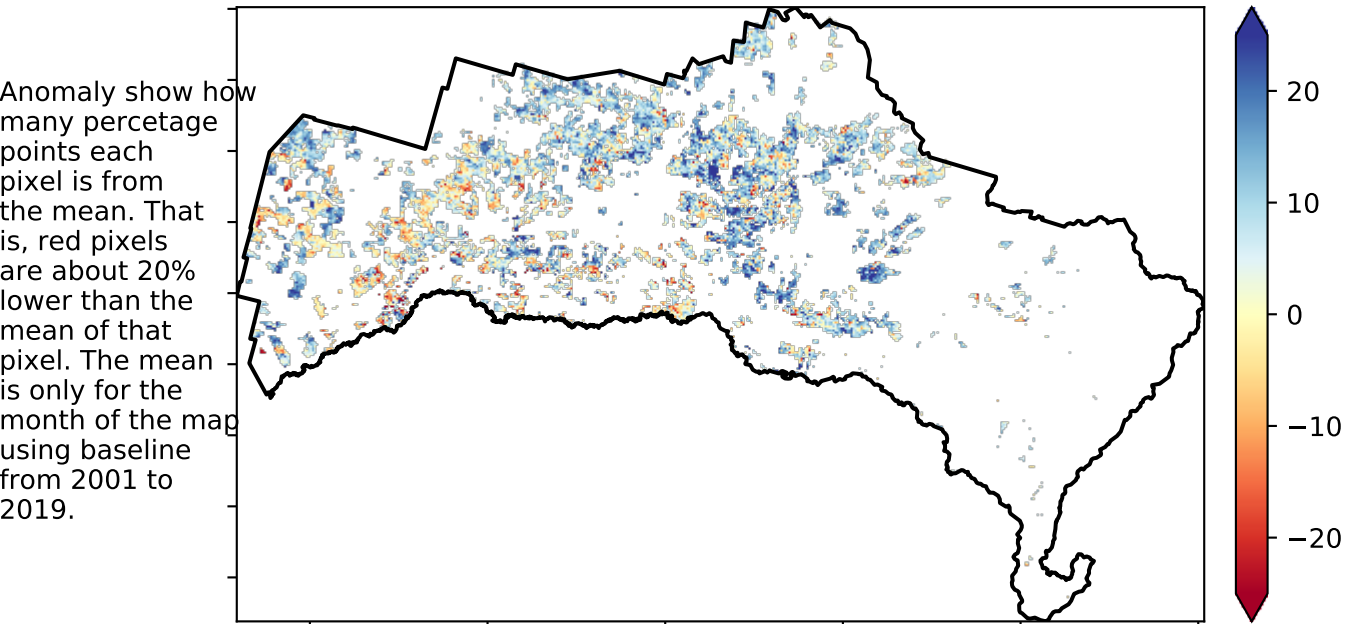 Anomaly show how
many percetage
points each
pixel is from
the mean. That
is, red pixels
are about 20%
lower than the
mean of that
pixel. The mean
is only for the
month of the map
using baseline
from 2001 to
2019.
20
10
0
−10
−20